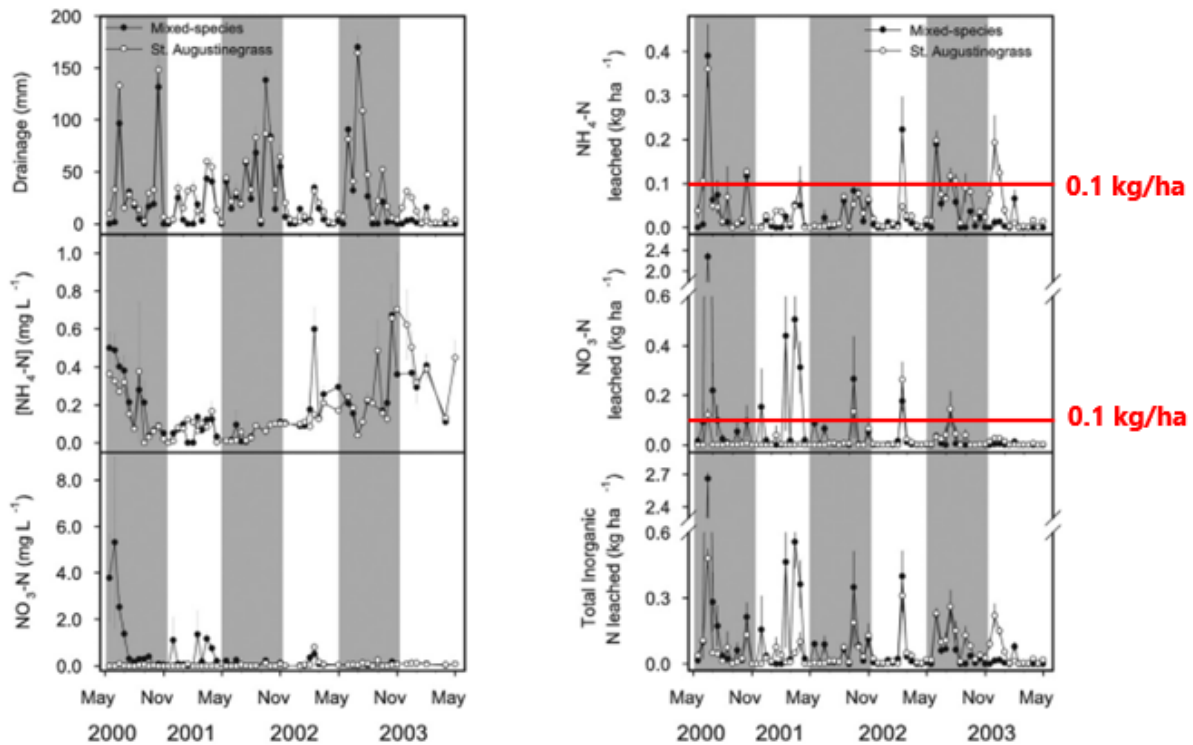 200
150
100
50
0
Drainage (mm)
Mixed-species
St. Augustinegrass
1.0
0.8
0.6
0.4
0.2
0.0
[NH4-N] (mg L -1)
8.0
6.0
4.0
2.0
0.0
NO3-N (mg L -1)
May Nov May Nov May Nov May
2000 2001 2002 2003
0.4
0.3
0.2
0.1
0.0
NH4-N
leached (kg ha -1)
Mixed-species
St. Augustinegrass
0.1 kg/ha
2.4
2.0
0.6
0.4
0.2
0.0
NO3-N
leached (kg ha -1)
0.1 kg/ha
2.7
2.4
0.6
0.3
0.0
Total Inorganic
N leached (kg ha -1)
May Nov May Nov May Nov May
2000 2001 2002 2003